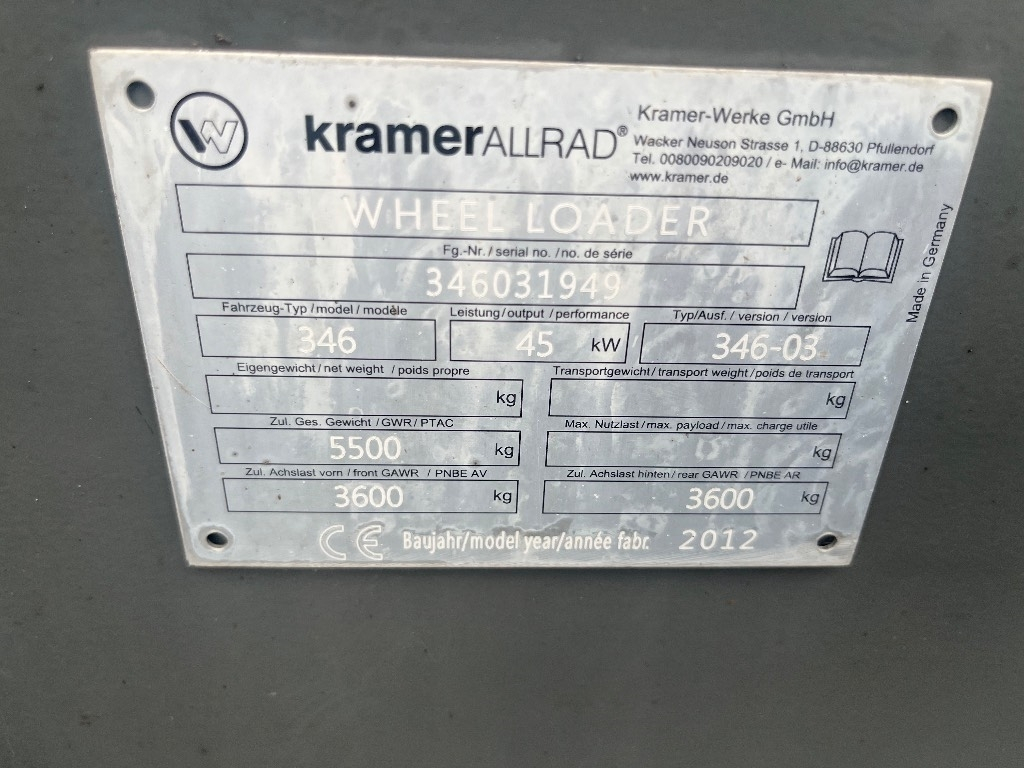 W
kramerALLRAD®
Kramer-Werke GmbH
Wacker Neuson Strasse 1, D-88630 Pfullendorf
Tel. 0080090209020 / e- Mail: info@kramer.de
www.kramer.de
WHEEL LOADER
Fg.-Nr. / serial no. / no. de série
346031949
Made in Germany
Fahrzeug-Typ / model / modèle
Leistung / output / performance
Typ/Ausf. / version / version
346
45 kW
346-03
Eigengewicht / net weight / poids propre
Transportgewicht / transport weight / poids de transport
kg
kg
Zul. Ges. Gewicht / GWR / PTAC
Max. Nutzlast / max. payload / max. charge utile
5500 kg
kg
Zul. Achslast vorn / front GAWR / PNBE AV
Zul. Achslast hinten / rear GAWR / PNBE AR
3600 kg
3600 kg
CE Baujahr/model year/année fabr. 2012